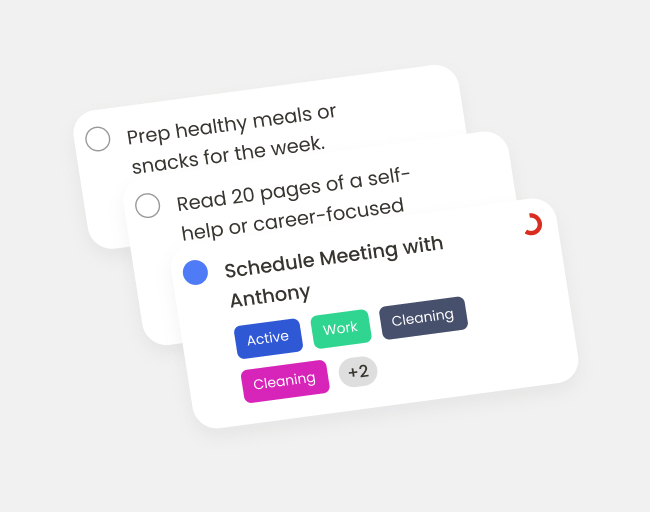 Prep healthy meals or
snacks for the week.
Read 20 pages of a self-
help or career-focused
Schedule Meeting with
Anthony
Active Work Cleaning
Cleaning +2